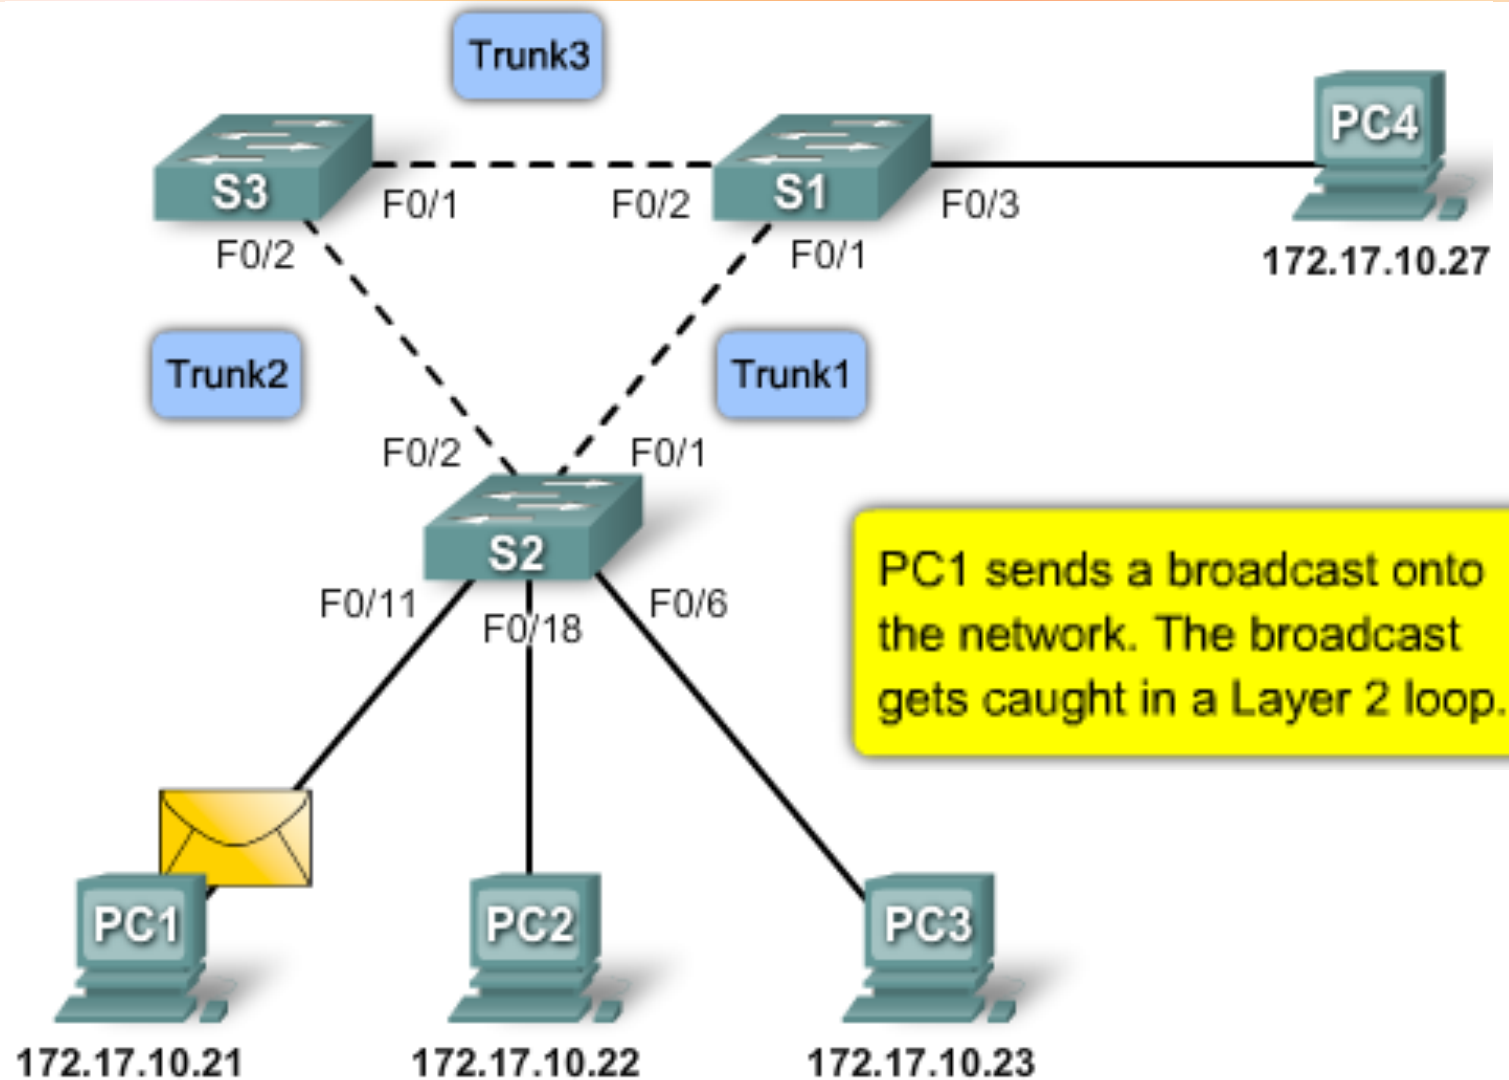 Trunk3
PC4
S3
S1
F0/1
F0/2
F0/3
F0/2
F0/1
172.17.10.27
Trunk2
Trunk1
F0/2
F0/1
S2
F0/11
F0/18
F0/6
PC1 sends a broadcast onto
the network. The broadcast
gets caught in a Layer 2 loop.
PC1
PC2
PC3
172.17.10.21
172.17.10.22
172.17.10.23